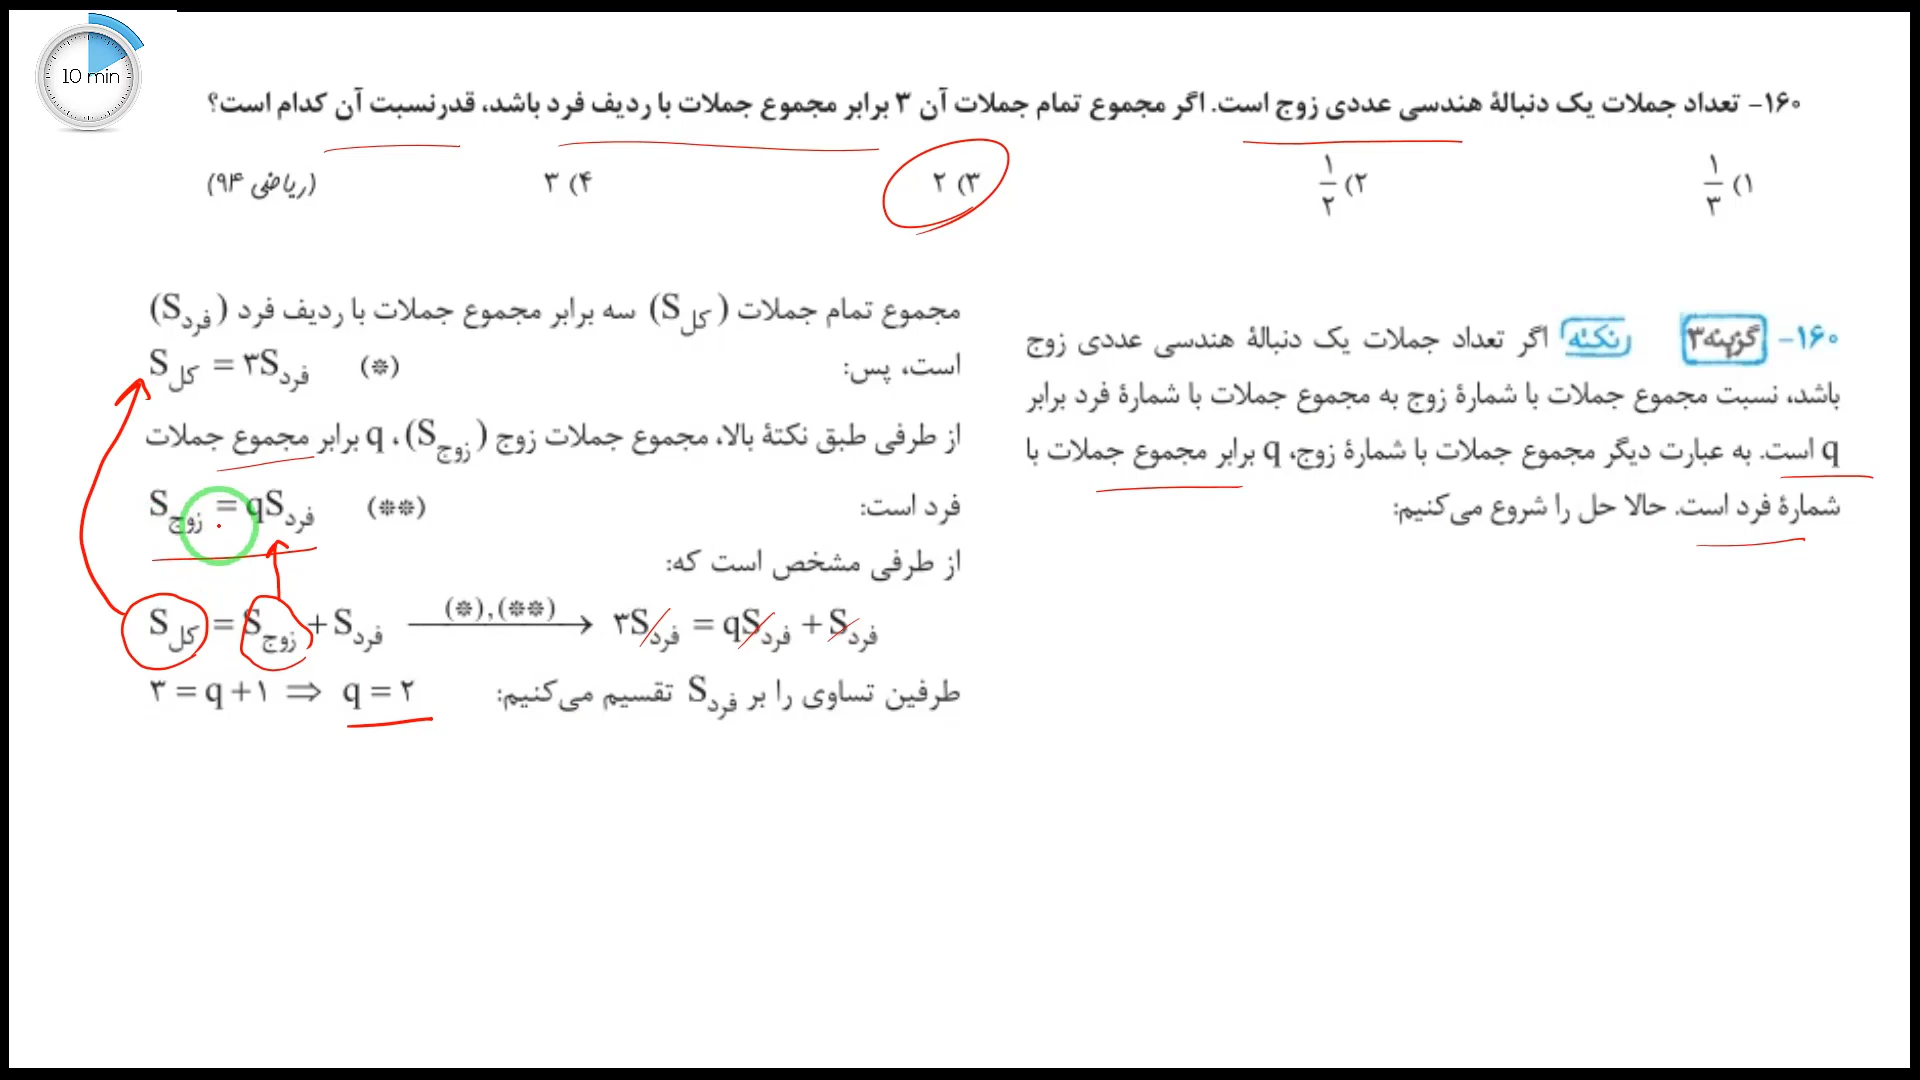 10 min
۱۶۰- تعداد جملات یک دنبالهٔ هندسی عددی زوج است. اگر مجموع تمام جملات آن ۳ برابر مجموع جملات با ردیف فرد باشد، قدرنسبت آن کدام است؟
۱) ۱/۳ ۲) ۱/۲ ۳) ۲ ۴) ۳ (ریاضی ۹۴)
۱۶۰- گزینه۳ نکته اگر تعداد جملات یک دنبالهٔ هندسی عددی زوج
باشد، نسبت مجموع جملات با شمارهٔ زوج به مجموع جملات با شمارهٔ فرد برابر
q است. به عبارت دیگر مجموع جملات با شمارهٔ زوج، q برابر مجموع جملات با
شمارهٔ فرد است. حالا حل را شروع می‌کنیم:
مجموع تمام جملات (S کل) سه برابر مجموع جملات با ردیف فرد (S فرد)
است، پس: S کل = ۳S فرد (*)
از طرفی طبق نکتهٔ بالا، مجموع جملات زوج (S زوج)، q برابر مجموع جملات
فرد است: S زوج = qS فرد (**)
از طرفی مشخص است که:
S کل = S زوج + S فرد (*),(**) → ۳S فرد = qS فرد + S فرد
طرفین تساوی را بر S فرد تقسیم می‌کنیم: ۳ = q + ۱ ⇒ q = ۲